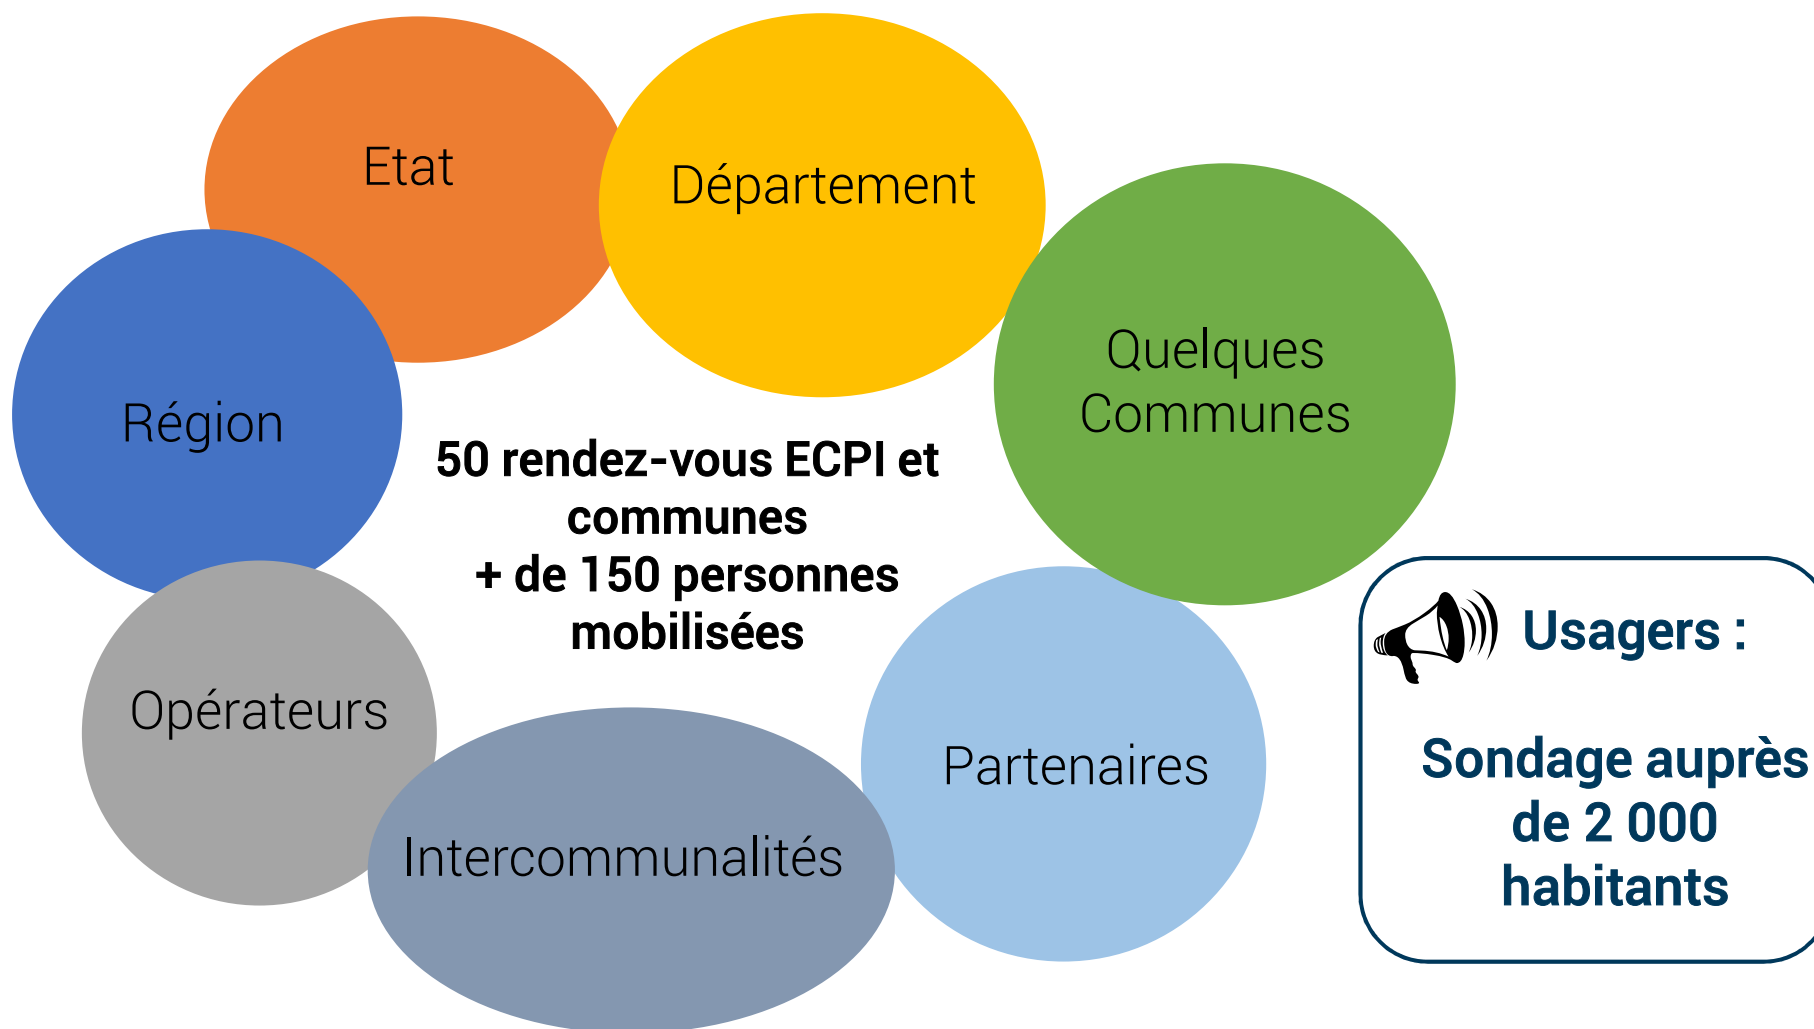 Etat
Département
Quelques
Communes
Région
50 rendez-vous ECPI et
communes
+ de 150 personnes
mobilisées
Opérateurs
Intercommunalités
Partenaires
Usagers :
Sondage auprès
de 2 000
habitants